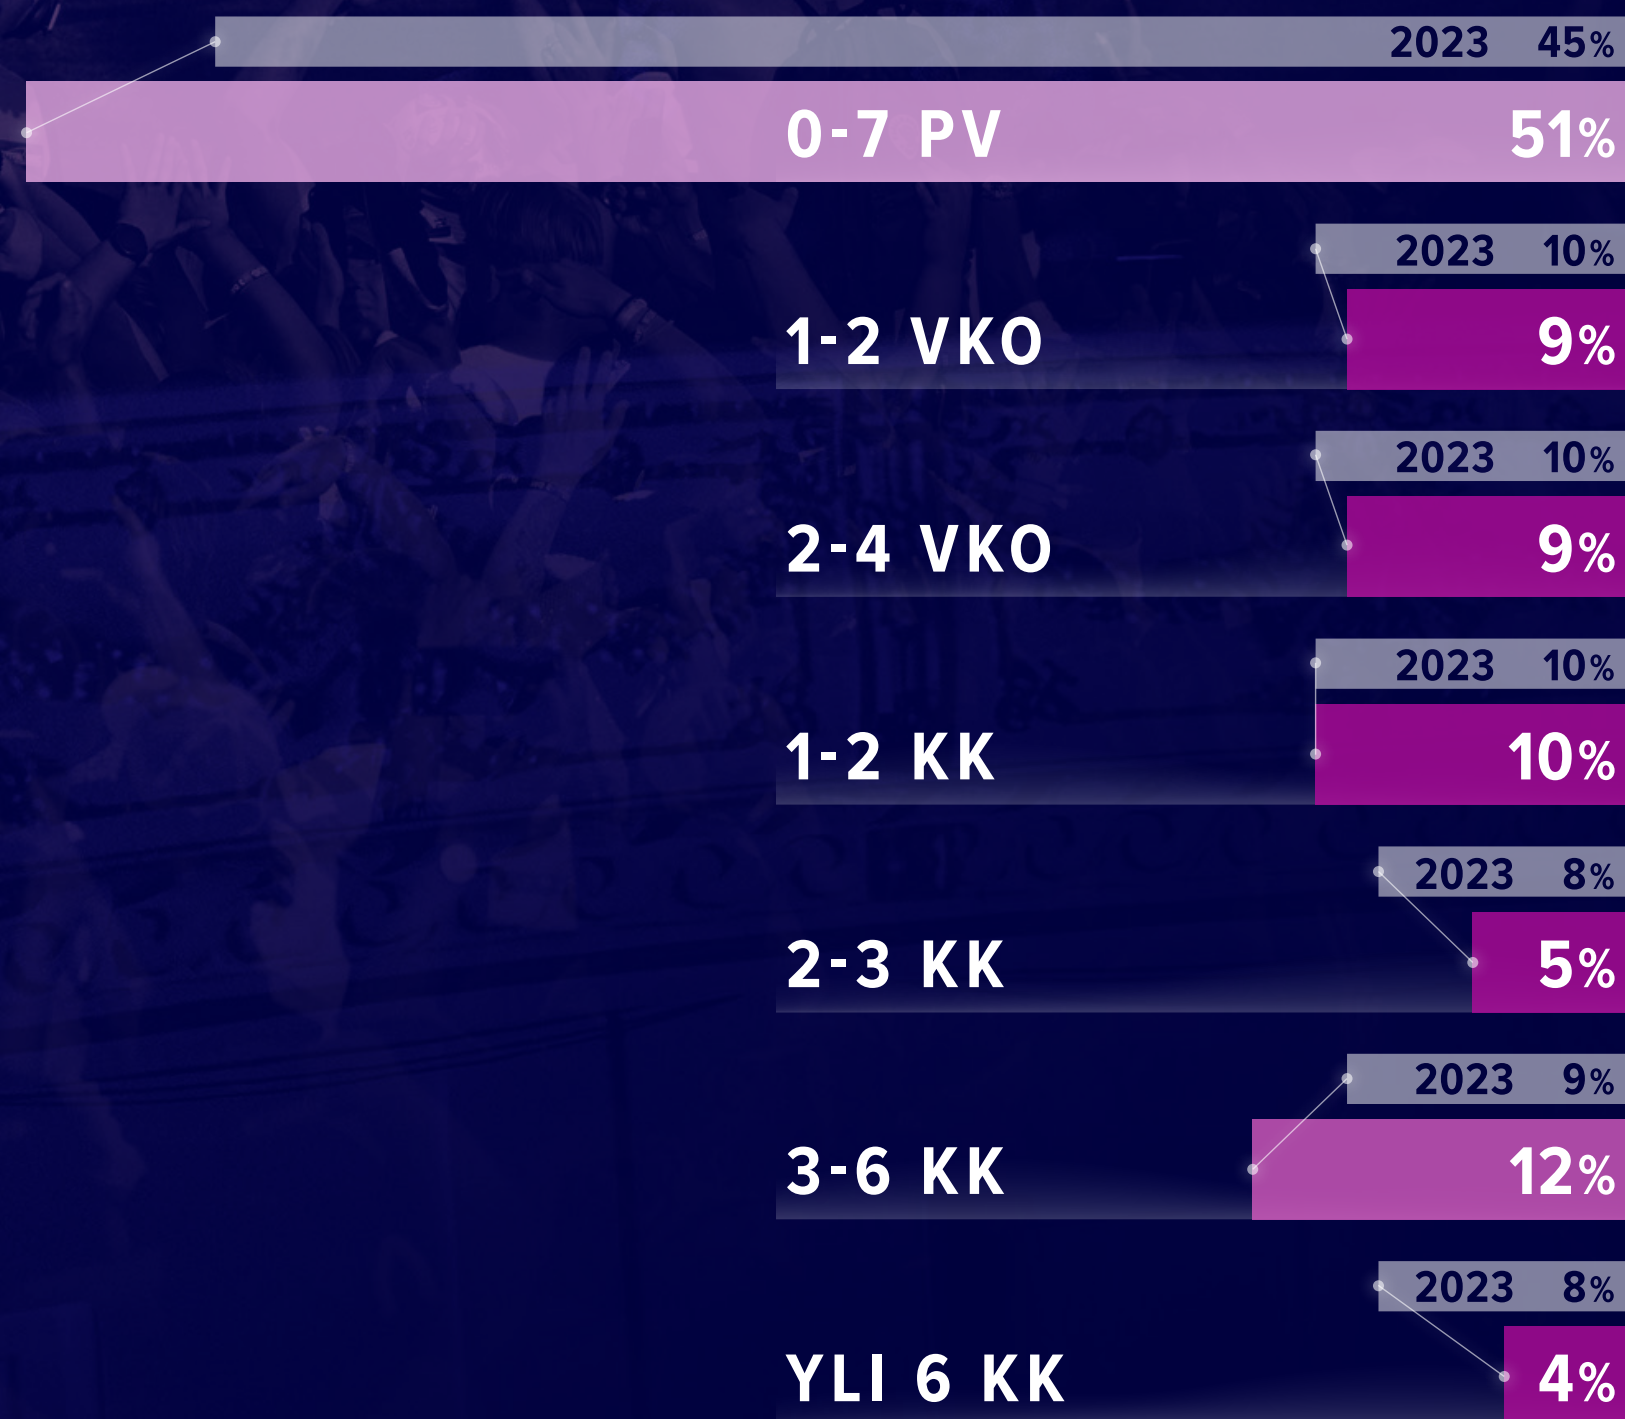 2023 45%
0-7 PV 51%
2023 10%
1-2 VKO 9%
2023 10%
2-4 VKO 9%
2023 10%
1-2 KK 10%
2023 8%
2-3 KK 5%
2023 9%
3-6 KK 12%
2023 8%
YLI 6 KK 4%